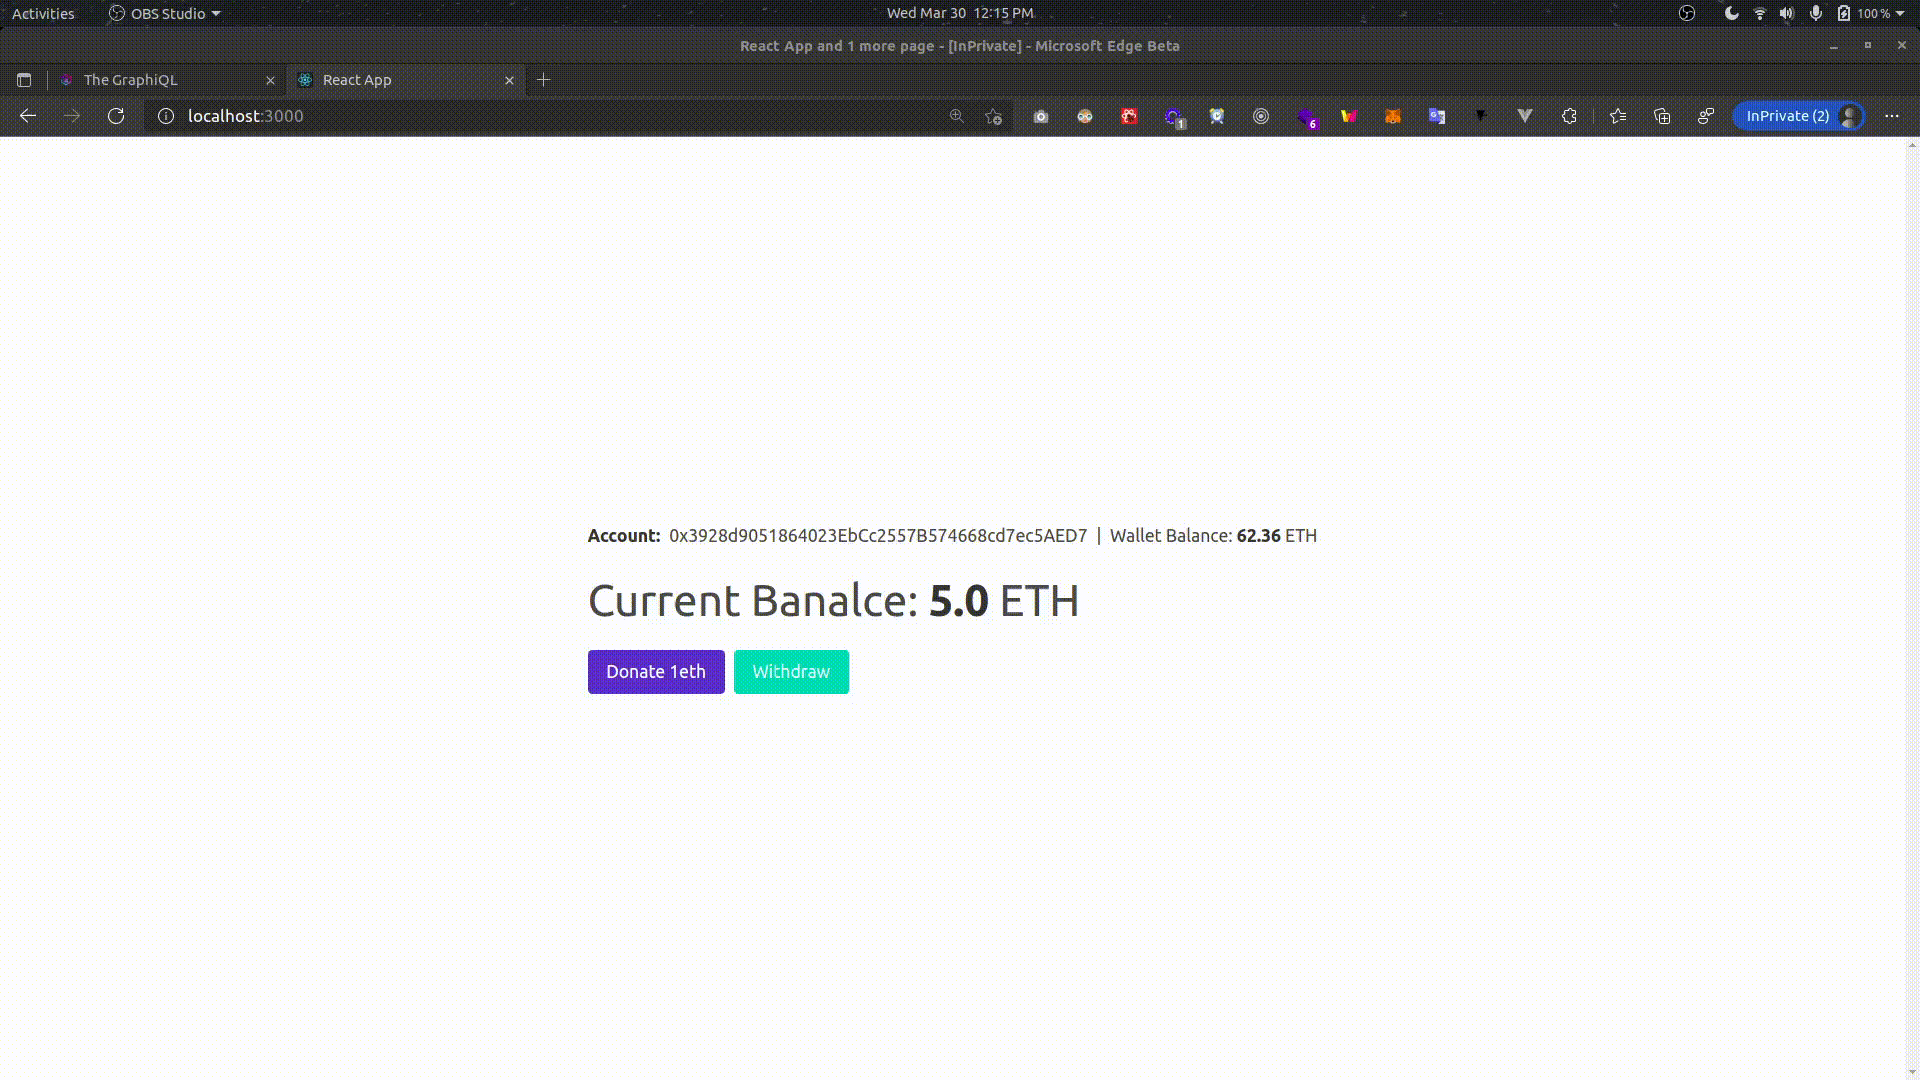 Activities OBS Studio Wed Mar 30 12:15 PM 100 %
React App and 1 more page - [InPrivate] - Microsoft Edge Beta
The GraphiQL React App
localhost:3000 1 6 InPrivate (2)
Account: 0x3928d9051864023EbCc2557B574668cd7ec5AED7 | Wallet Balance: 62.36 ETH
Current Banalce: 5.0 ETH
Donate 1eth Withdraw